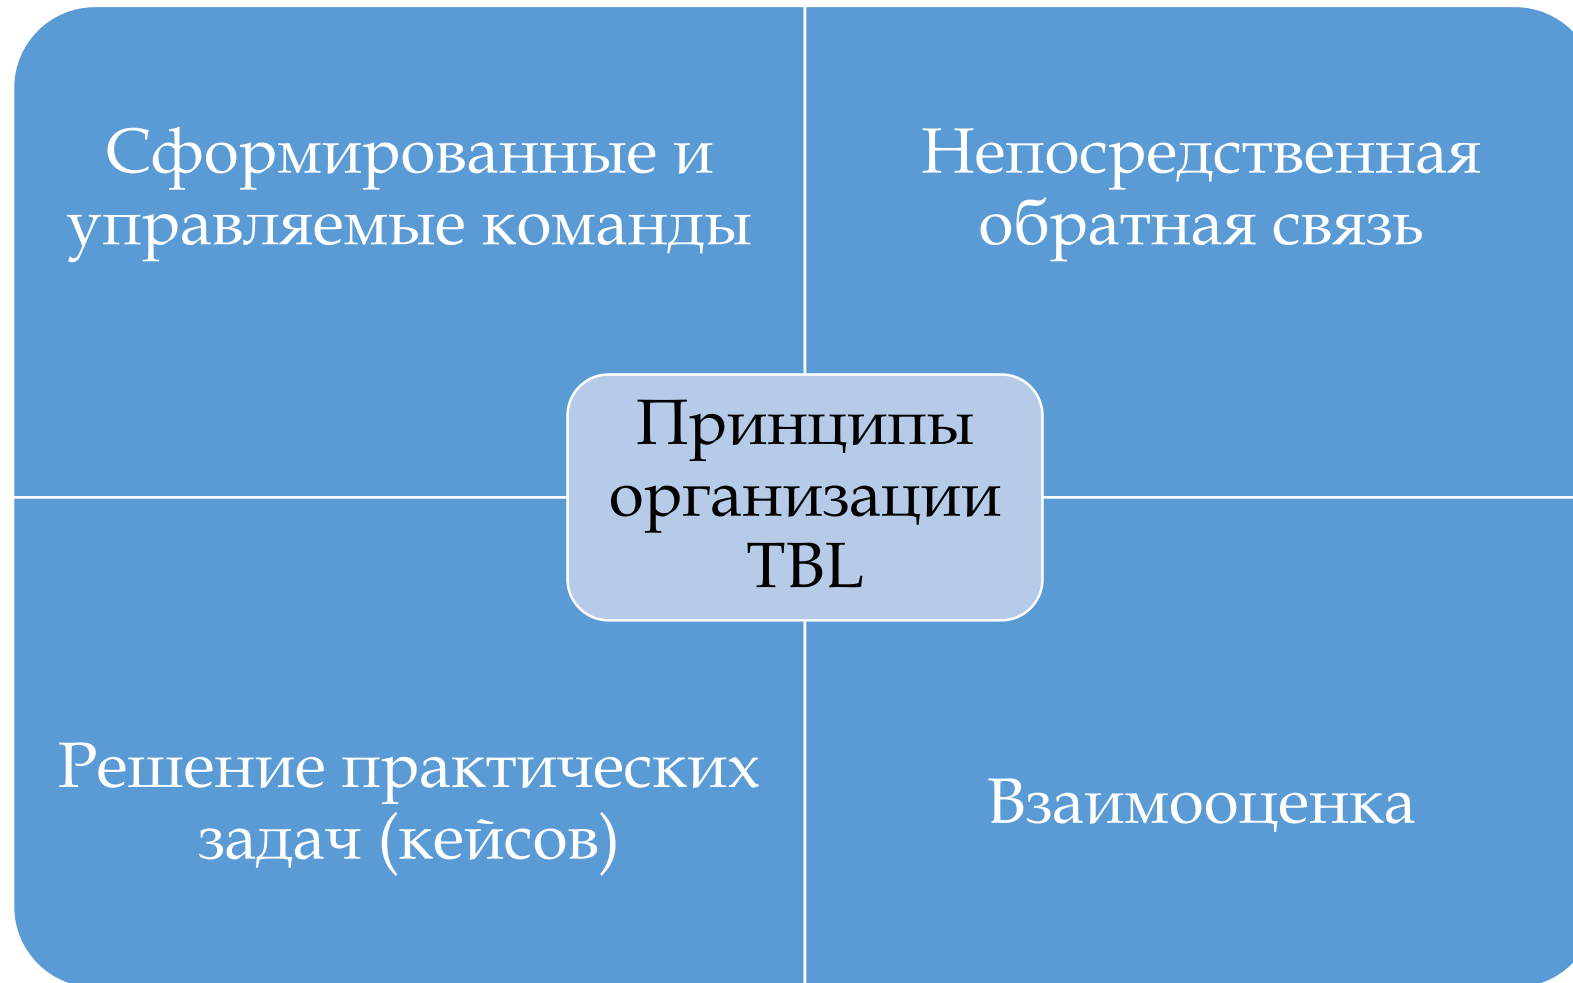 Сформированные и
управляемые команды
Непосредственная
обратная связь
Принципы
организации
TBL
Решение практических
задач (кейсов)
Взаимооценка